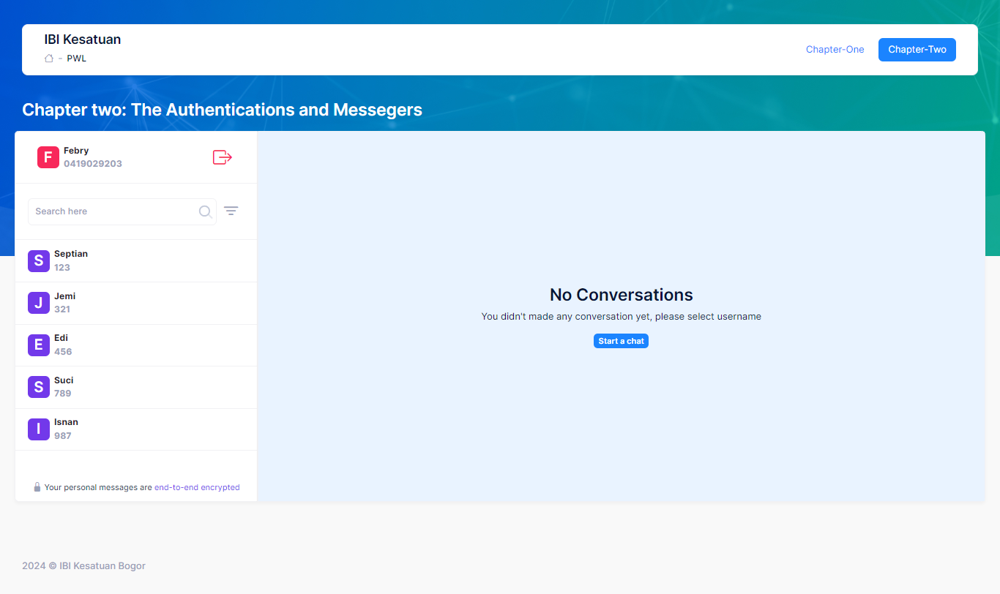 IBI Kesatuan
- PWL
Chapter-One
Chapter-Two
Chapter two: The Authentications and Messegers
F
Febry
0419029203
Search here
S
Septian
123
J
Jemi
321
E
Edi
456
S
Suci
789
I
Isnan
987
Your personal messages are end-to-end encrypted
No Conversations
You didn't made any conversation yet, please select username
Start a chat
2024 © IBI Kesatuan Bogor